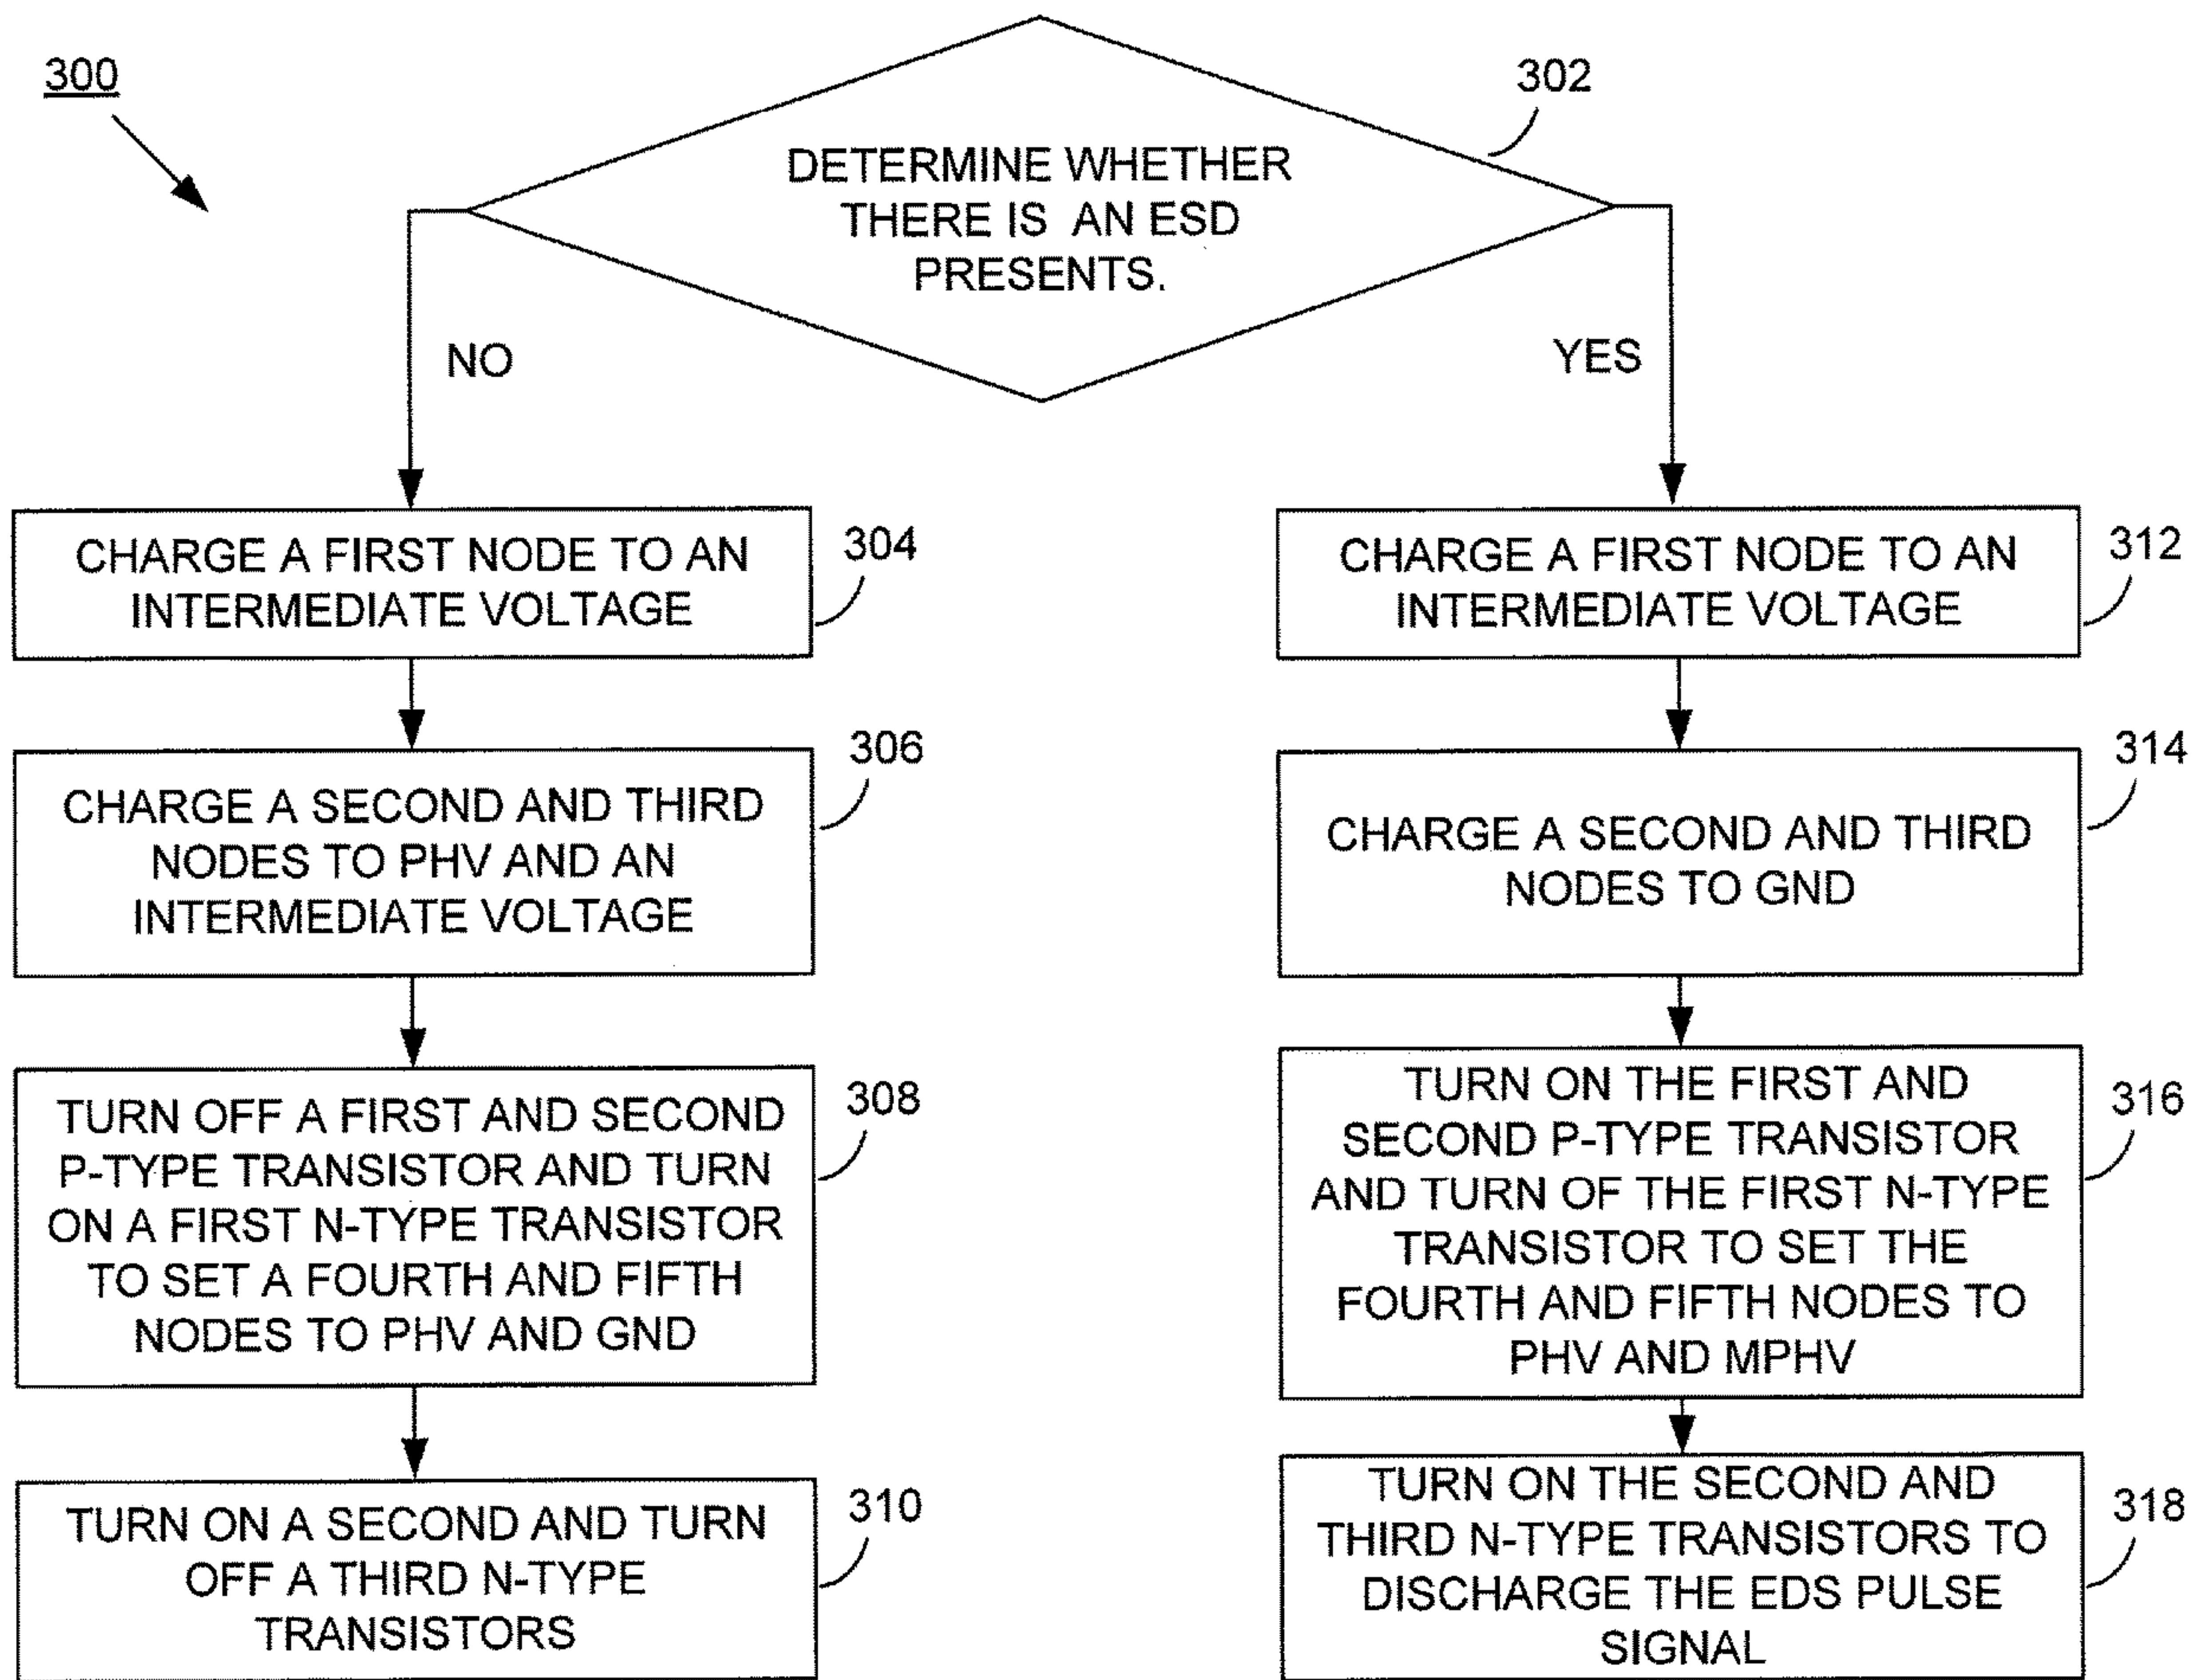 300
302
DETERMINE WHETHER
THERE IS AN ESD
PRESENTS.
NO
YES
CHARGE A FIRST NODE TO AN
INTERMEDIATE VOLTAGE
304
CHARGE A SECOND AND THIRD
NODES TO PHV AND AN
INTERMEDIATE VOLTAGE
306
TURN OFF A FIRST AND SECOND
P-TYPE TRANSISTOR AND TURN
ON A FIRST N-TYPE TRANSISTOR
TO SET A FOURTH AND FIFTH
NODES TO PHV AND GND
308
TURN ON A SECOND AND TURN
OFF A THIRD N-TYPE
TRANSISTORS
310
CHARGE A FIRST NODE TO AN
INTERMEDIATE VOLTAGE
312
CHARGE A SECOND AND THIRD
NODES TO GND
314
TURN ON THE FIRST AND
SECOND P-TYPE TRANSISTOR
AND TURN OF THE FIRST N-TYPE
TRANSISTOR TO SET THE
FOURTH AND FIFTH NODES TO
PHV AND MPHV
316
TURN ON THE SECOND AND
THIRD N-TYPE TRANSISTORS TO
DISCHARGE THE EDS PULSE
SIGNAL
318